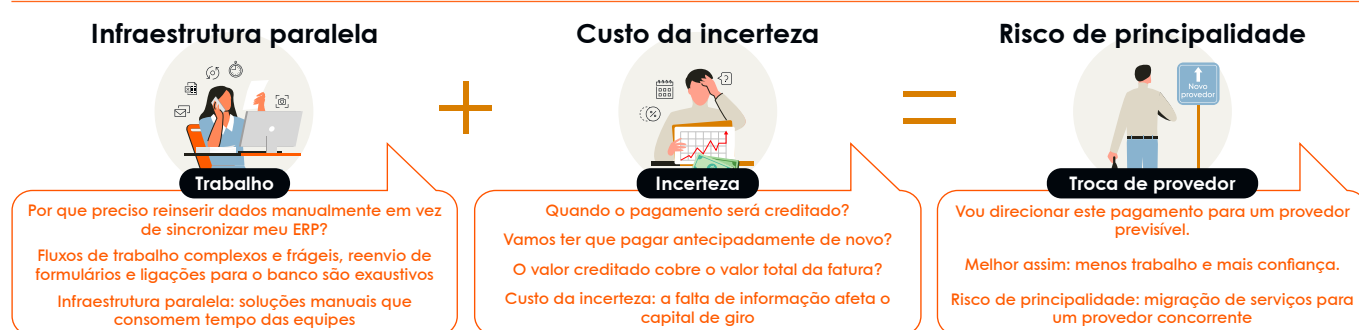 Infraestrutura paralela
Custo da incerteza
Risco de principalidade
Novo
provedor
Trabalho
Por que preciso reinserir dados manualmente em vez
de sincronizar meu ERP?
Fluxos de trabalho complexos e frágeis, reenvio de
formulários e ligações para o banco são exaustivos
Infraestrutura paralela: soluções manuais que
consomem tempo das equipes
Incerteza
Quando o pagamento será creditado?
Vamos ter que pagar antecipadamente de novo?
O valor creditado cobre o valor total da fatura?
Custo da incerteza: a falta de informação afeta o
capital de giro
Troca de provedor
Vou direcionar este pagamento para um provedor
previsível.
Melhor assim: menos trabalho e mais confiança.
Risco de principalidade: migração de serviços para
um provedor concorrente